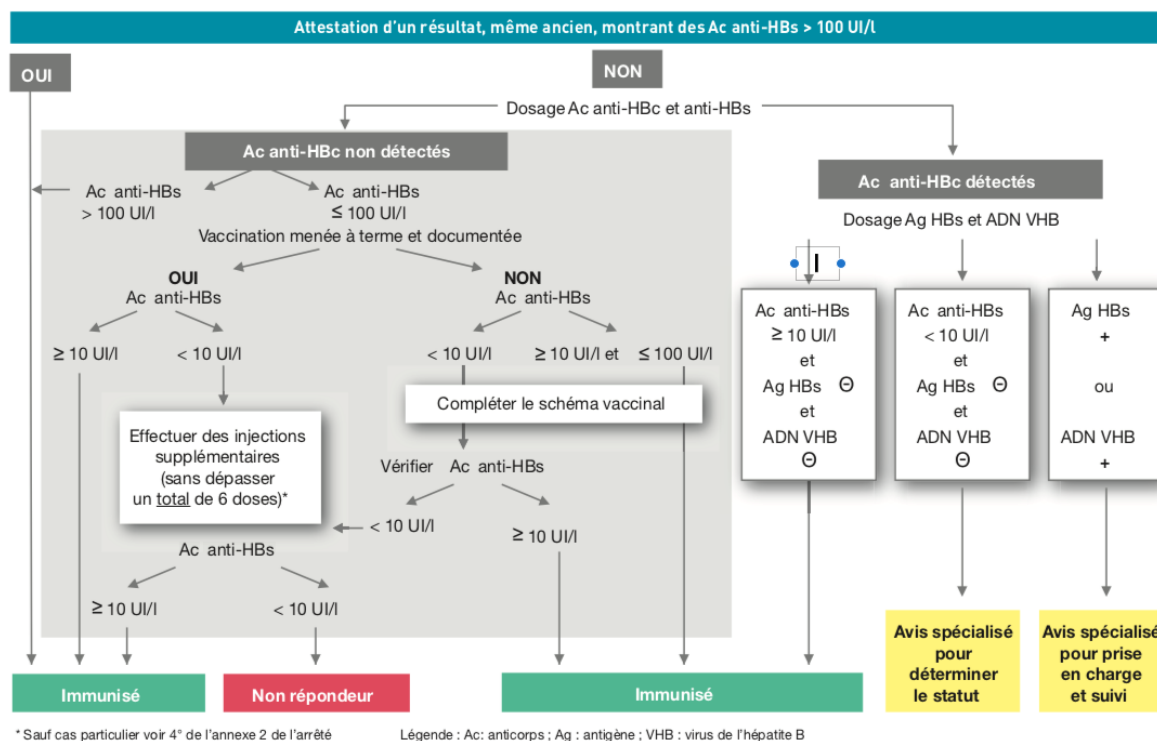 Attestation d'un résultat, même ancien, montrant des Ac anti-HBs > 100 UI/l
OUI
NON
Dosage Ac anti-HBc et anti-HBs
Ac anti-HBc non détectés
Ac anti-HBs
> 100 UI/l
Ac anti-HBs
≤ 100 UI/l
Vaccination menée à terme et documentée
OUI
Ac anti-HBs
NON
Ac anti-HBs
≥ 10 UI/l
< 10 UI/l
< 10 UI/l
≥ 10 UI/l et
≤ 100 UI/l
Effectuer des injections
supplémentaires
(sans dépasser
un total de 6 doses)*
Compléter le schéma vaccinal
Vérifier Ac anti-HBs
< 10 UI/l
≥ 10 UI/l
Ac anti-HBs
≥ 10 UI/l
< 10 UI/l
Ac anti-HBc détectés
Dosage Ag HBs et ADN VHB
I
Ac anti-HBs
≥ 10 UI/l
et
Ag HBs ⊖
et
ADN VHB
⊖
Ac anti-HBs
< 10 UI/l
et
Ag HBs ⊖
et
ADN VHB
⊖
Ag HBs
+
ou
ADN VHB
+
Immunisé
Non répondeur
Immunisé
Avis spécialisé
pour
déterminer
le statut
Avis spécialisé
pour prise
en charge
et suivi
* Sauf cas particulier voir 4° de l'annexe 2 de l'arrêté
Légende : Ac: anticorps ; Ag : antigène ; VHB : virus de l'hépatite B